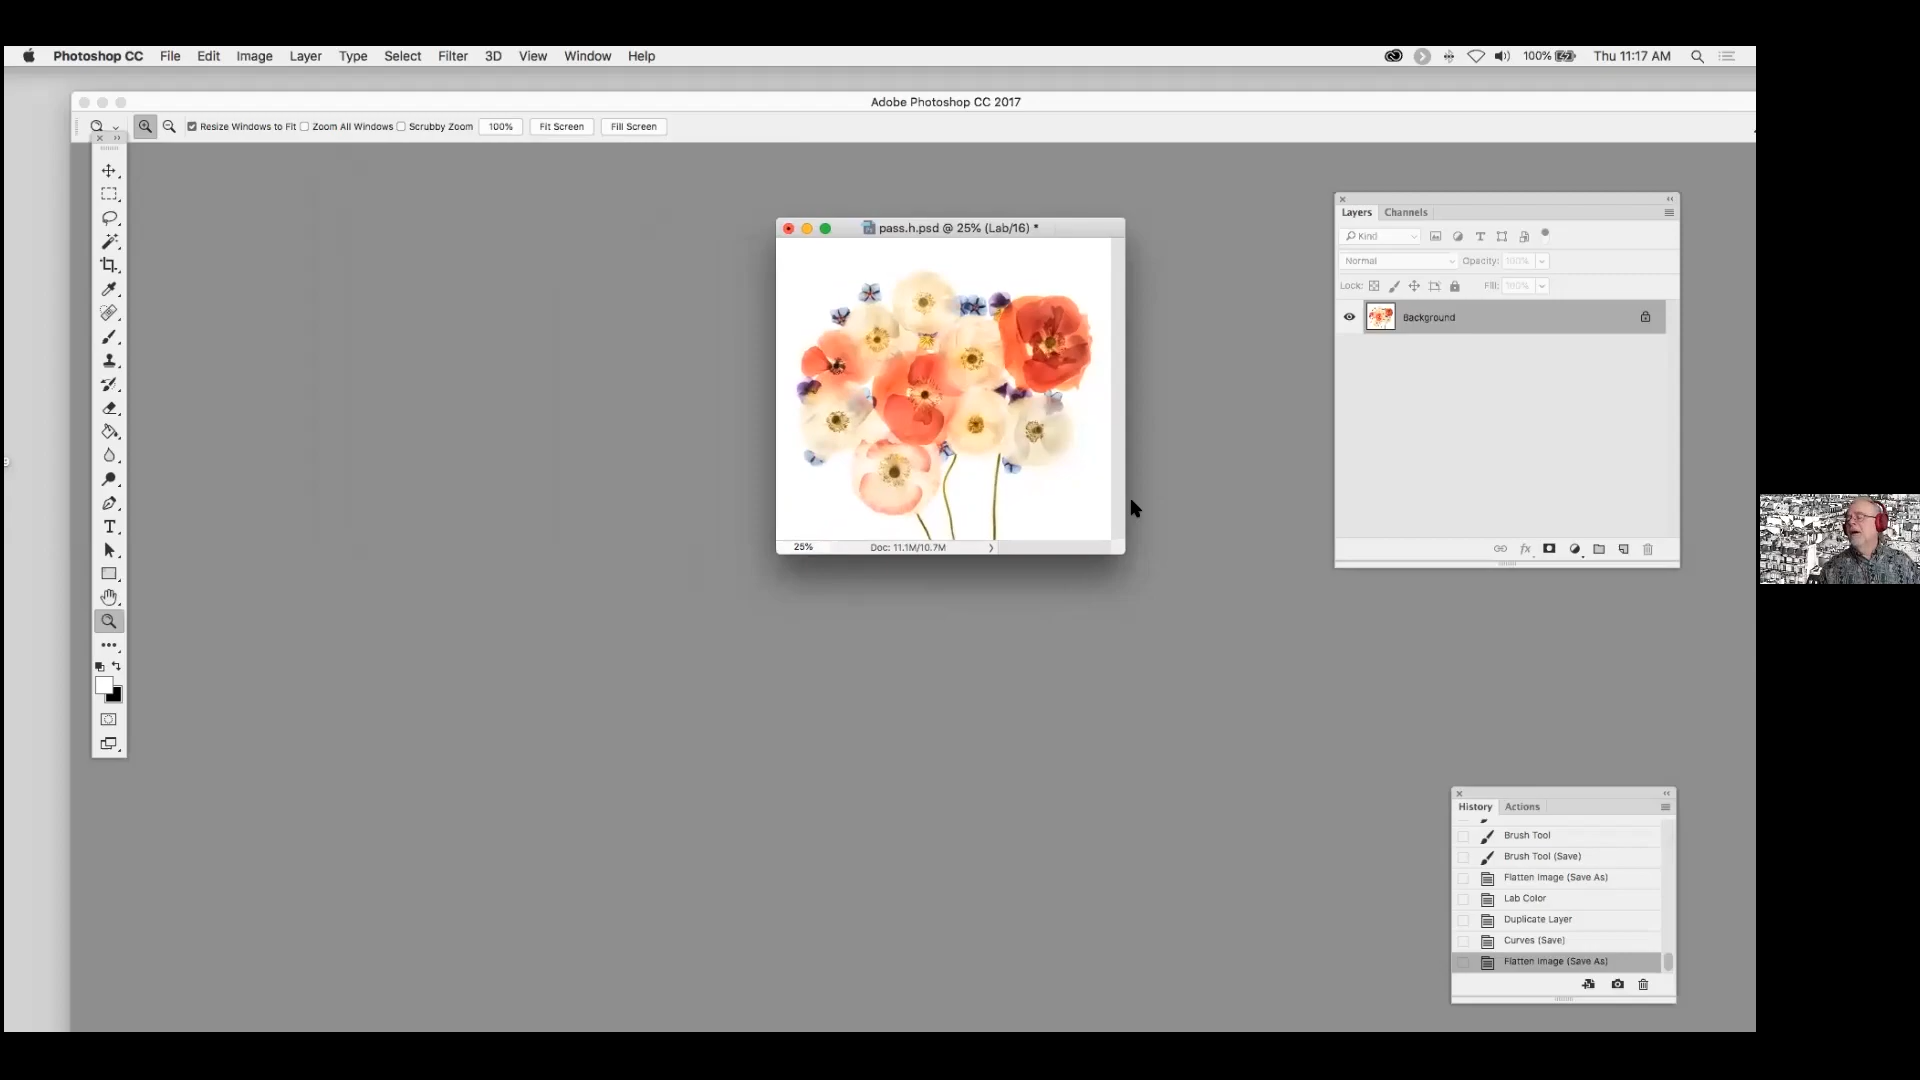 Photoshop CC File Edit Image Layer Type Select Filter 3D View Window Help 100% Thu 11:17 AM
Adobe Photoshop CC 2017
Resize Windows to Fit Zoom All Windows Scrubby Zoom 100% Fit Screen Fill Screen
Layers Channels
Kind
Normal Opacity: 100%
Lock: Fill: 100%
Background
pass.h.psd @ 25% (Lab/16) *
25% Doc: 11.1M/10.7M
History Actions
Brush Tool
Brush Tool (Save)
Flatten Image (Save As)
Lab Color
Duplicate Layer
Curves (Save)
Flatten Image (Save As)